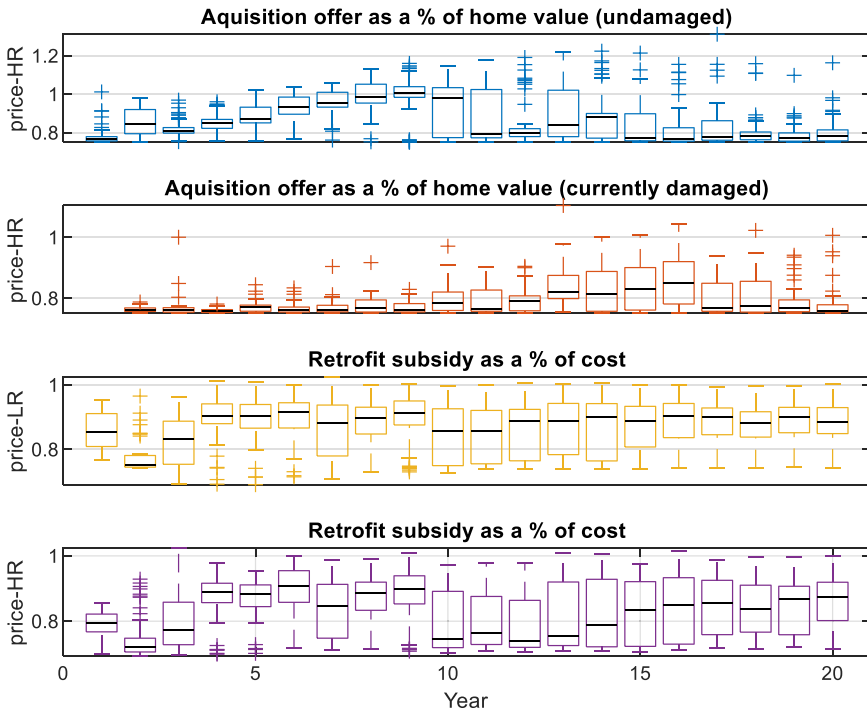 Aquisition offer as a % of home value (undamaged)
1.2
1
0.8
price-HR
Aquisition offer as a % of home value (currently damaged)
1
0.8
price-HR
Retrofit subsidy as a % of cost
1
0.8
price-LR
Retrofit subsidy as a % of cost
1
0.8
price-HR
0 5 10 15 20
Year